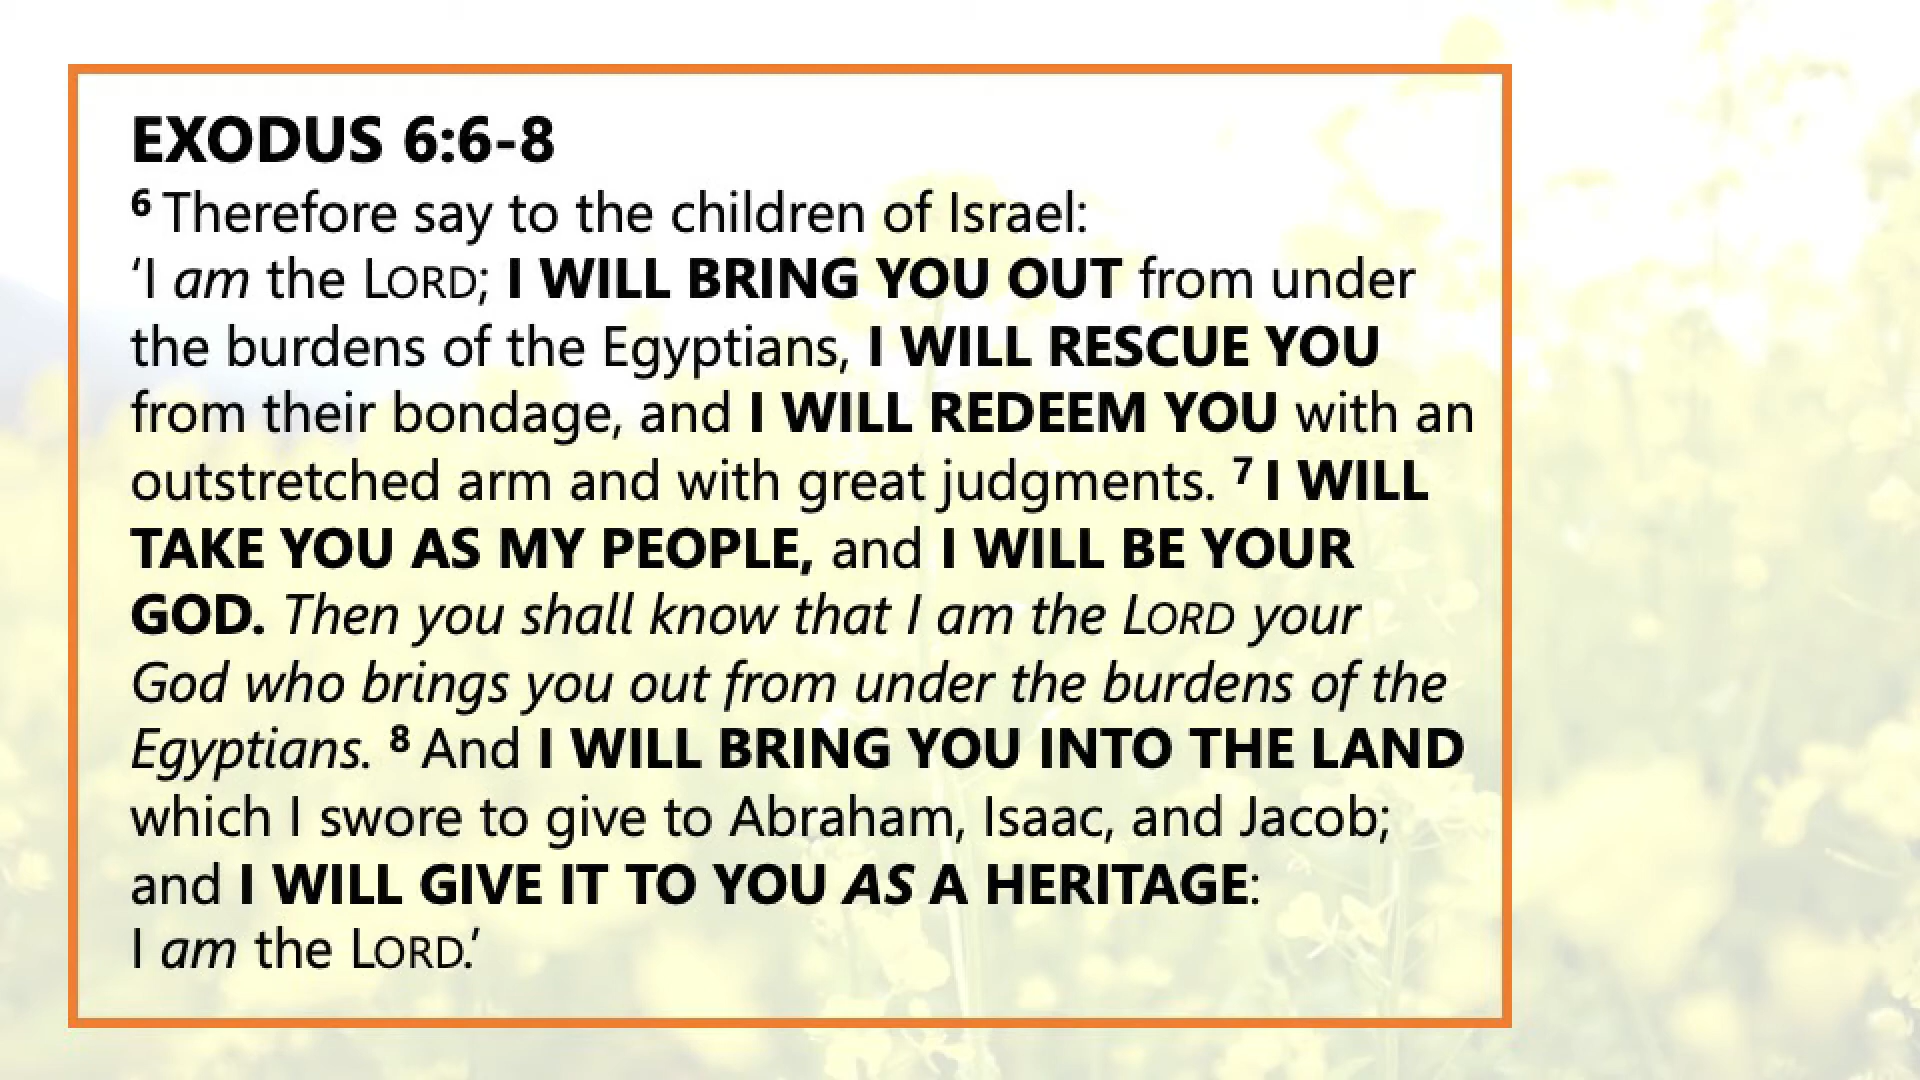 EXODUS 6:6-8
⁶ Therefore say to the children of Israel:
‘I am the LORD; I WILL BRING YOU OUT from under
the burdens of the Egyptians, I WILL RESCUE YOU
from their bondage, and I WILL REDEEM YOU with an
outstretched arm and with great judgments. ⁷ I WILL
TAKE YOU AS MY PEOPLE, and I WILL BE YOUR
GOD. Then you shall know that I am the LORD your
God who brings you out from under the burdens of the
Egyptians. ⁸ And I WILL BRING YOU INTO THE LAND
which I swore to give to Abraham, Isaac, and Jacob;
and I WILL GIVE IT TO YOU AS A HERITAGE:
I am the LORD.’